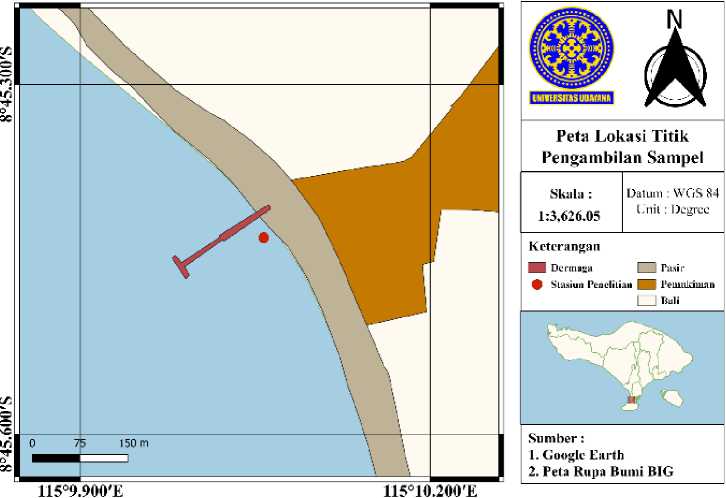 8°45.300'S
8°45.600'S
0 75 150 m
115°9.900'E
115°10.200'E
UNIVERSITAS UDAYANA
N
Peta Lokasi Titik
Pengambilan Sampel
Skala :
1:3,626.05
Datum : WGS 84
Unit : Degree
Keterangan
Dermaga
Stasiun Penelitian
Pasir
Pemukiman
Bali
Sumber :
1. Google Earth
2. Peta Rupa Bumi BIG